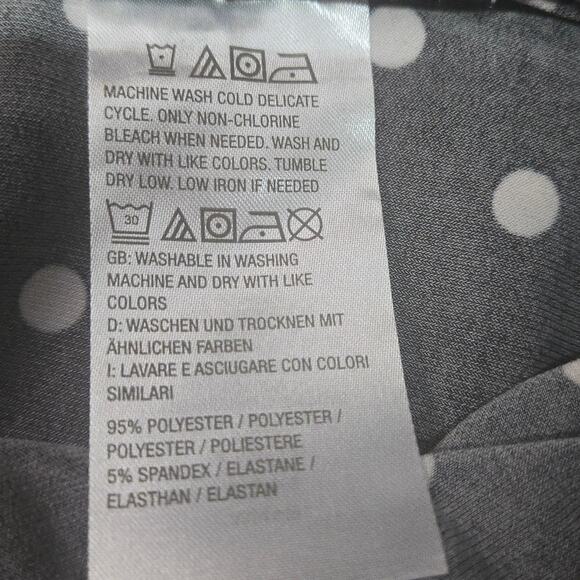 MACHINE WASH COLD DELICATE
CYCLE. ONLY NON-CHLORINE
BLEACH WHEN NEEDED. WASH AND
DRY WITH LIKE COLORS. TUMBLE
DRY LOW. LOW IRON IF NEEDED
30
GB: WASHABLE IN WASHING
MACHINE AND DRY WITH LIKE
COLORS
D: WASCHEN UND TROCKNEN MIT
ÄHNLICHEN FARBEN
I: LAVARE E ASCIUGARE CON COLORI
SIMILARI
95% POLYESTER / POLYESTER /
POLYESTER / POLIESTERE
5% SPANDEX / ELASTANE /
ELASTHAN / ELASTAN